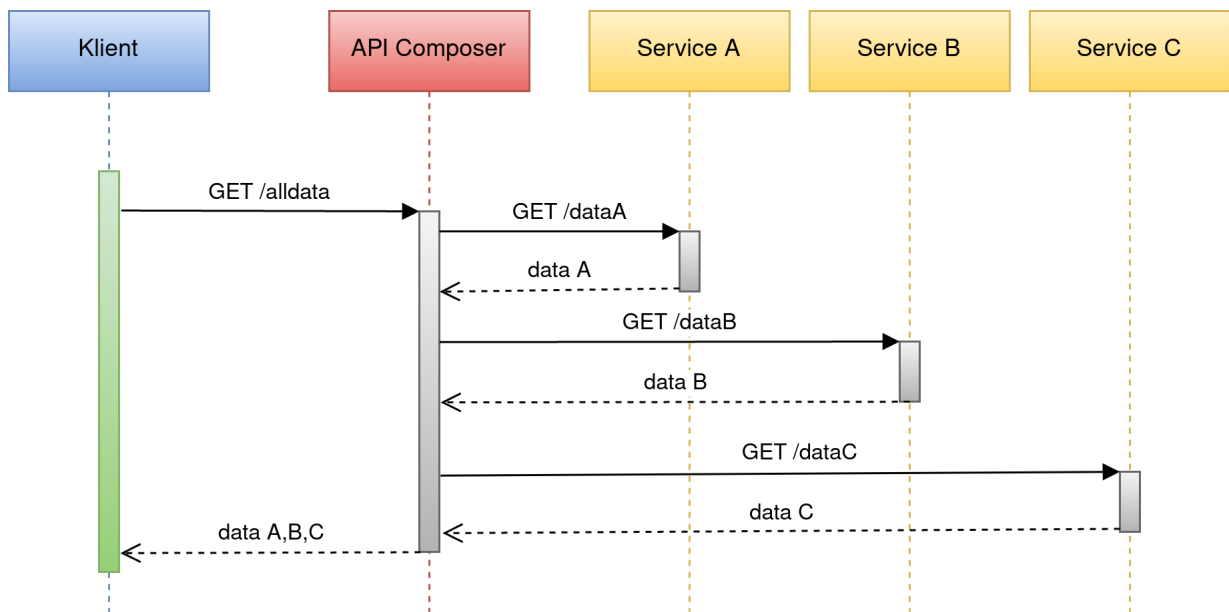 Klient
API Composer
Service A
Service B
Service C
GET /alldata
GET /dataA
data A
GET /dataB
data B
GET /dataC
data C
data A,B,C